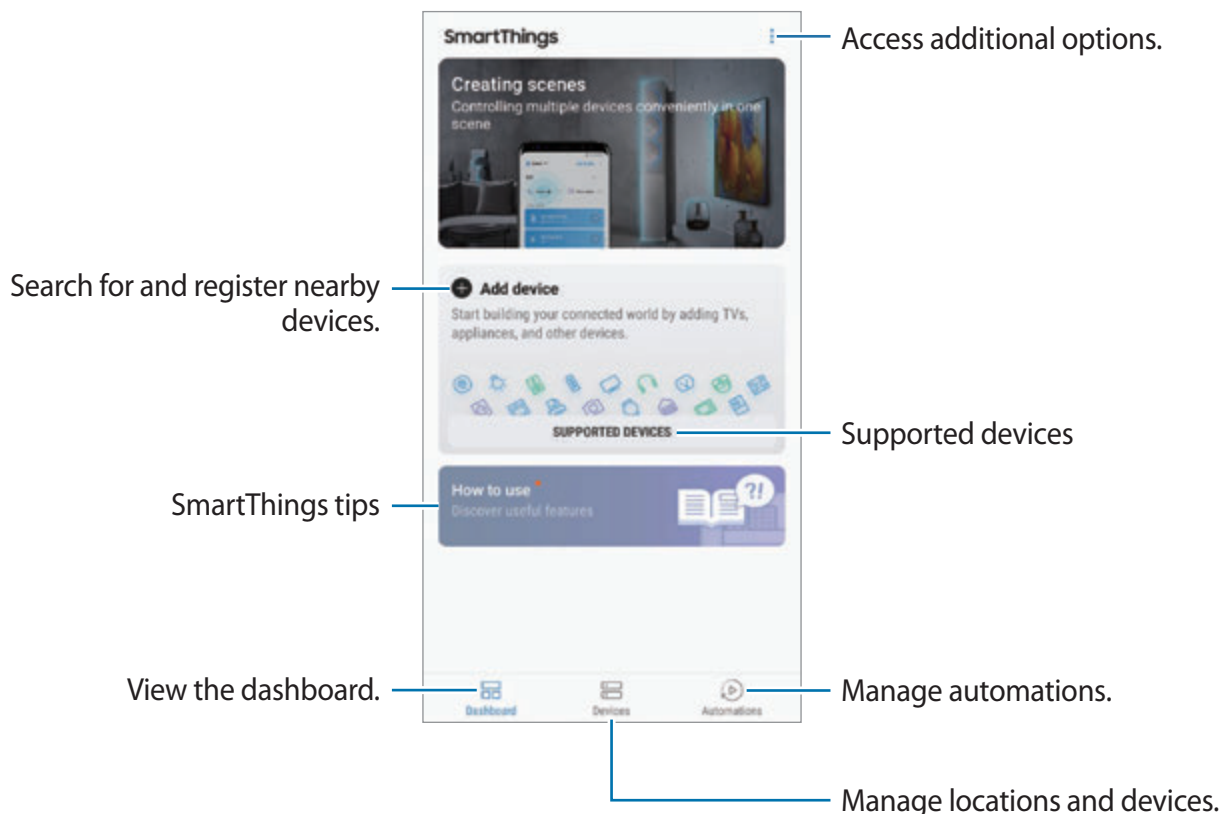 SmartThings
Access additional options.
Creating scenes
Controlling multiple devices conveniently in one
scene
Search for and register nearby
devices.
Add device
Start building your connected world by adding TVs,
appliances, and other devices.
SUPPORTED DEVICES
Supported devices
SmartThings tips
How to use
Discover useful features
?!
View the dashboard.
Dashboard
Devices
Automations
Manage automations.
Manage locations and devices.